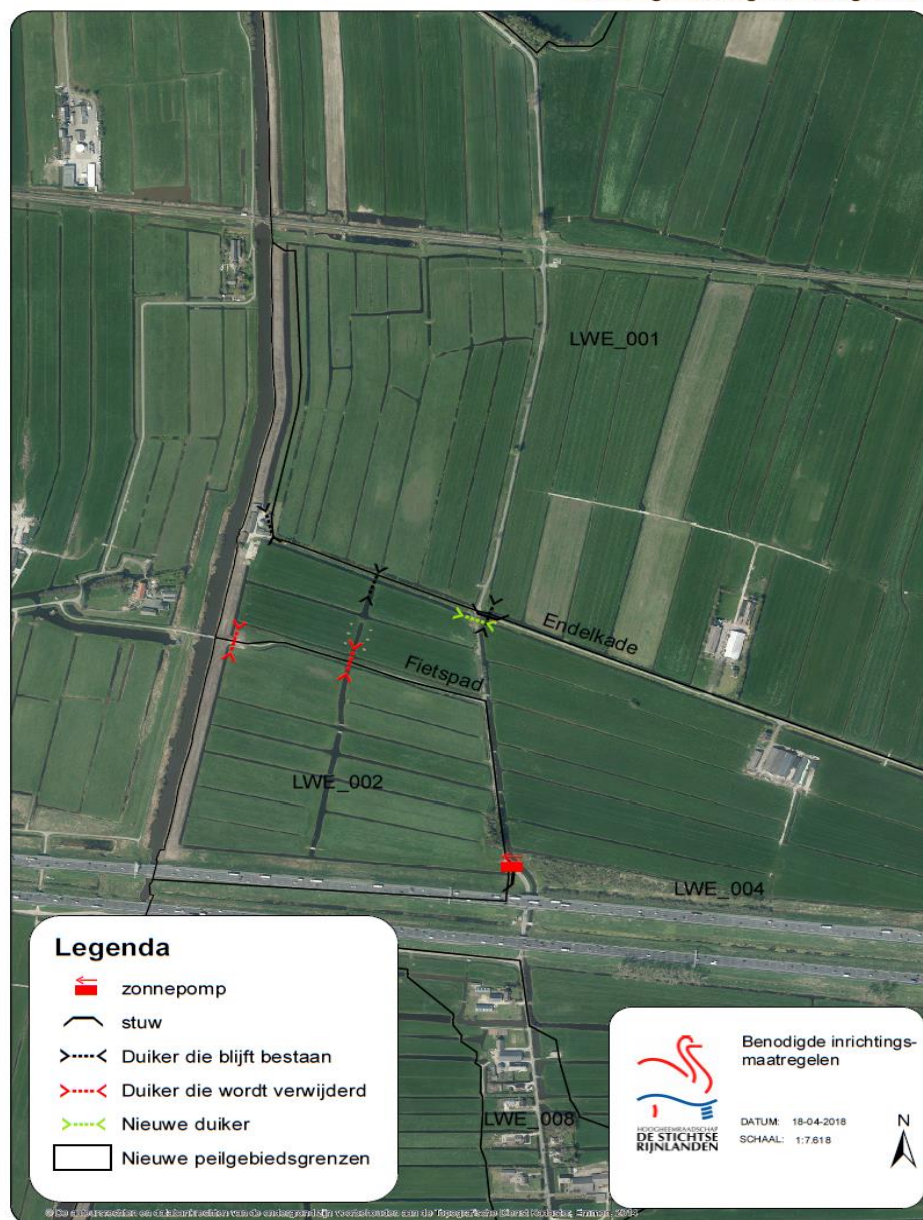 LWE_001
Endelkade
Fietspad
LWE_002
LWE_004
LWE_008
Legenda
zonnepomp
stuw
Duiker die blijft bestaan
Duiker die wordt verwijderd
Nieuwe duiker
Nieuwe peilgebiedsgrenzen
Benodigde inrichtings-
maatregelen
HOOGHEEMRAADSCHAP
DE STICHTSE
RIJNLANDEN
DATUM: 18-04-2018
SCHAAL: 1:7.618
N